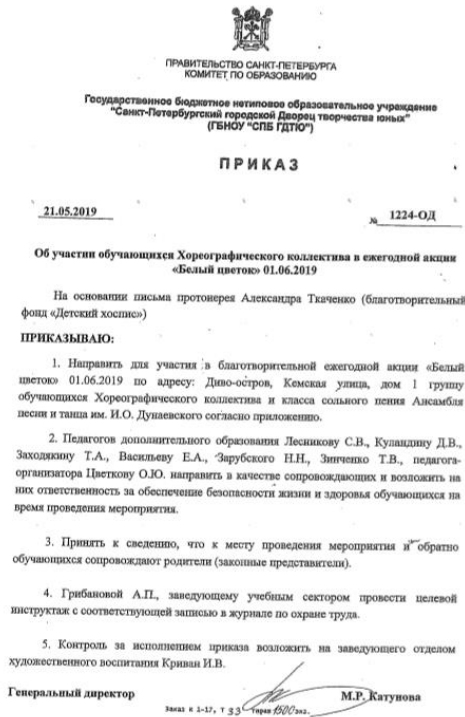 ПРАВИТЕЛЬСТВО САНКТ-ПЕТЕРБУРГА
КОМИТЕТ ПО ОБРАЗОВАНИЮ
Государственное бюджетное нетиповое образовательное учреждение
"Санкт-Петербургский городской Дворец творчества юных"
(ГБНОУ "СПБ ГДТЮ")
ПРИКАЗ
21.05.2019 № 1224-ОД
Об участии обучающихся Хореографического коллектива в ежегодной акции
«Белый цветок» 01.06.2019
На основании письма протоиерея Александра Ткаченко (благотворительный
фонд «Детский хоспис»)
ПРИКАЗЫВАЮ:
1. Направить для участия в благотворительной ежегодной акции «Белый
цветок» 01.06.2019 по адресу: Диво-остров, Кемская улица, дом 1 группу
обучающихся Хореографического коллектива и класса сольного пения Ансамбля
песни и танца им. И.О. Дунаевского согласно приложению.
2. Педагогов дополнительного образования Лесникову С.В., Куландину Д.В.,
Заходякину Т.А., Васильеву Е.А., Зарубского Н.Н., Зинченко Т.В., педагога-
организатора Цветкову О.Ю. направить в качестве сопровождающих и возложить на
них ответственность за обеспечение безопасности жизни и здоровья обучающихся на
время проведения мероприятия.
3. Принять к сведению, что к месту проведения мероприятия и обратно
обучающихся сопровождают родители (законные представители).
4. Грибановой А.П., заведующему учебным сектором провести целевой
инструктаж с соответствующей записью в журнале по охране труда.
5. Контроль за исполнением приказа возложить на заведующего отделом
художественного воспитания Криван И.В.
Генеральный директор М.Р. Катунова
Заказ к 1-17, т 33 тираж 1500 экз.